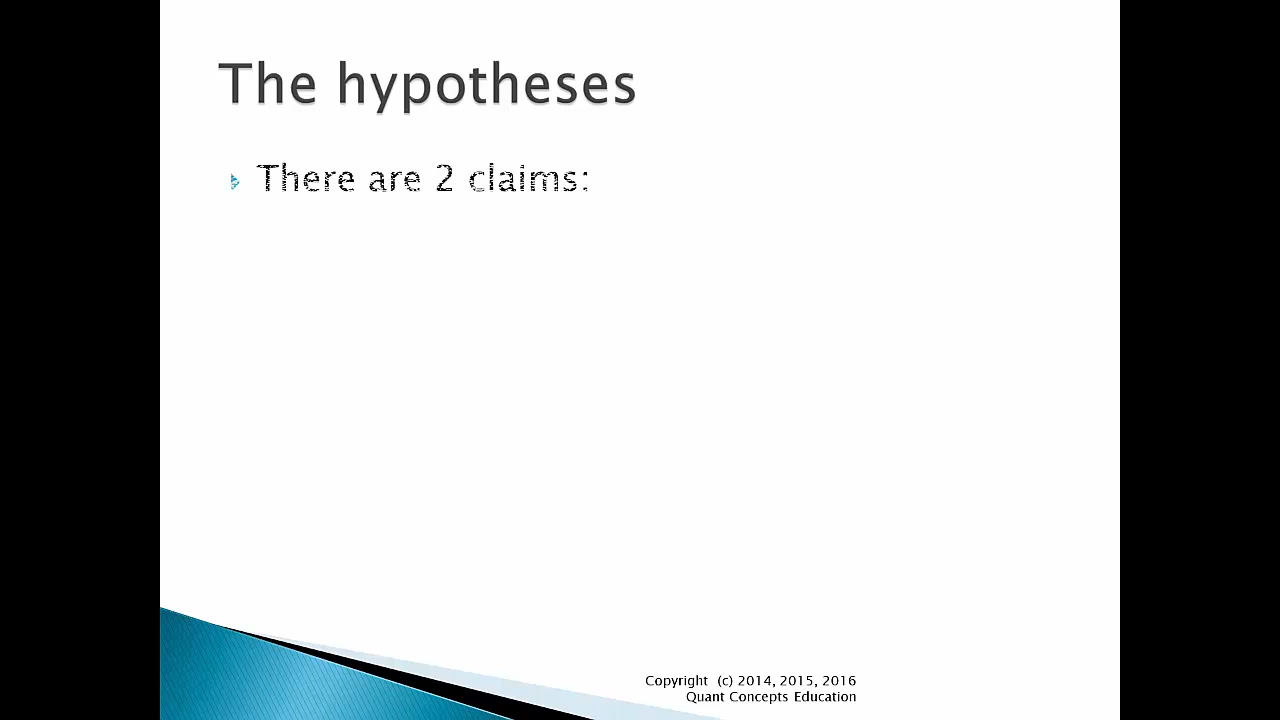 The hypotheses
There are 2 claims:
Copyright (c) 2014, 2015, 2016
Quant Concepts Education